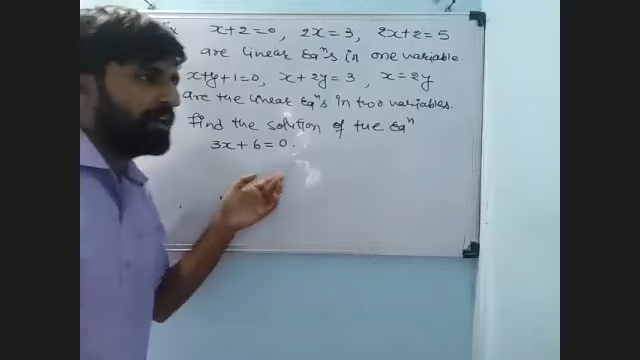 Ex x+2=0, 2x=3, 2x+2=5
are linear Eqⁿs in one variable.
x+y+1=0, x+2y=3, x=2y
are the linear Eqⁿs in two variables.
find the solution of the Eqⁿ
3x+6=0.